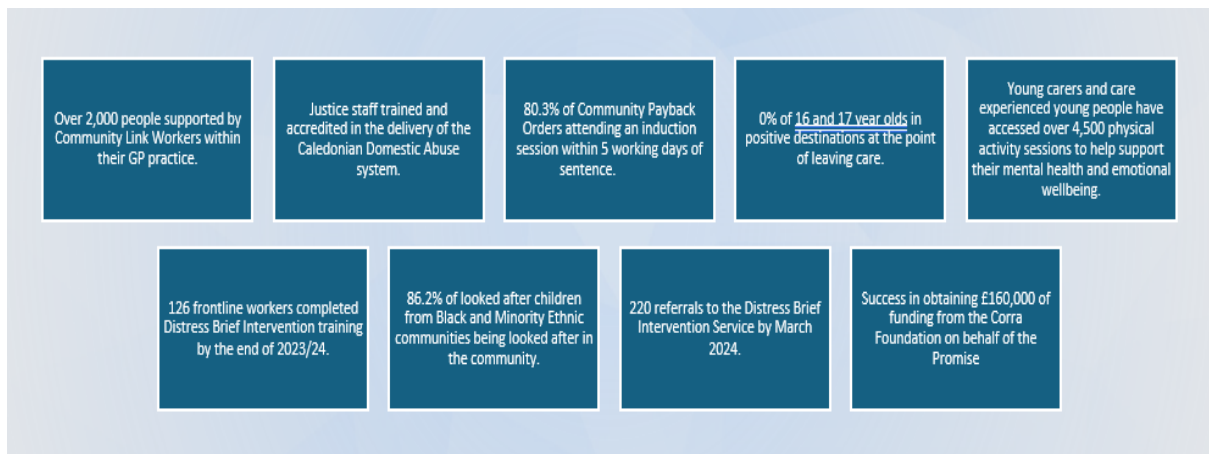 Over 2,000 people supported by
Community Link Workers within
their GP practice.
Justice staff trained and
accredited in the delivery of the
Caledonian Domestic Abuse
system.
80.3% of Community Payback
Orders attending an induction
session within 5 working days of
sentence.
0% of 16 and 17 year olds in
positive destinations at the point
of leaving care.
Young carers and care
experienced young people have
accessed over 4,500 physical
activity sessions to help support
their mental health and emotional
wellbeing.
126 frontline workers completed
Distress Brief Intervention training
by the end of 2023/24.
86.2% of looked after children
from Black and Minority Ethnic
communities being looked after in
the community.
220 referrals to the Distress Brief
Intervention Service by March
2024.
Success in obtaining £160,000 of
funding from the Corra
Foundation on behalf of the
Promise